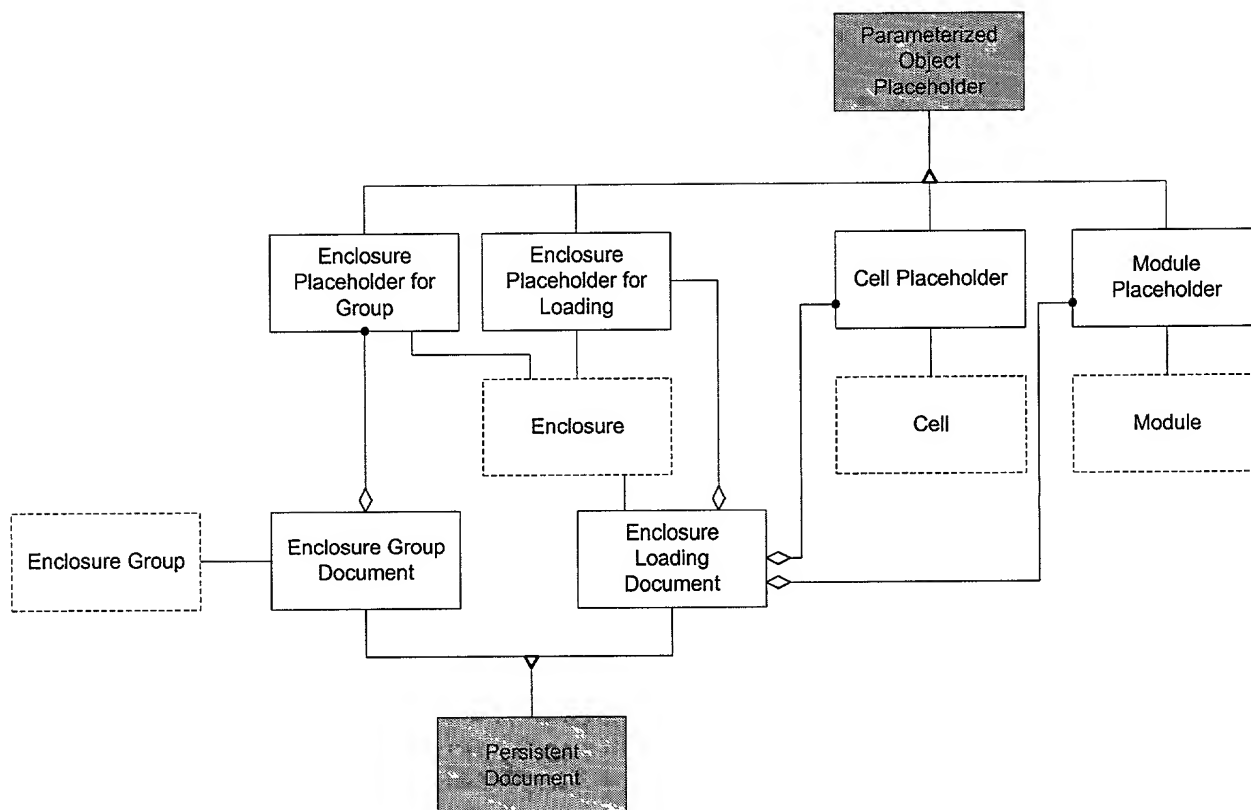 Parameterized
Object
Placeholder
Enclosure
Placeholder for
Group
Enclosure
Placeholder for
Loading
Cell Placeholder
Module
Placeholder
Enclosure
Cell
Module
Enclosure Group
Enclosure Group
Document
Enclosure
Loading
Document
Persistent
Document